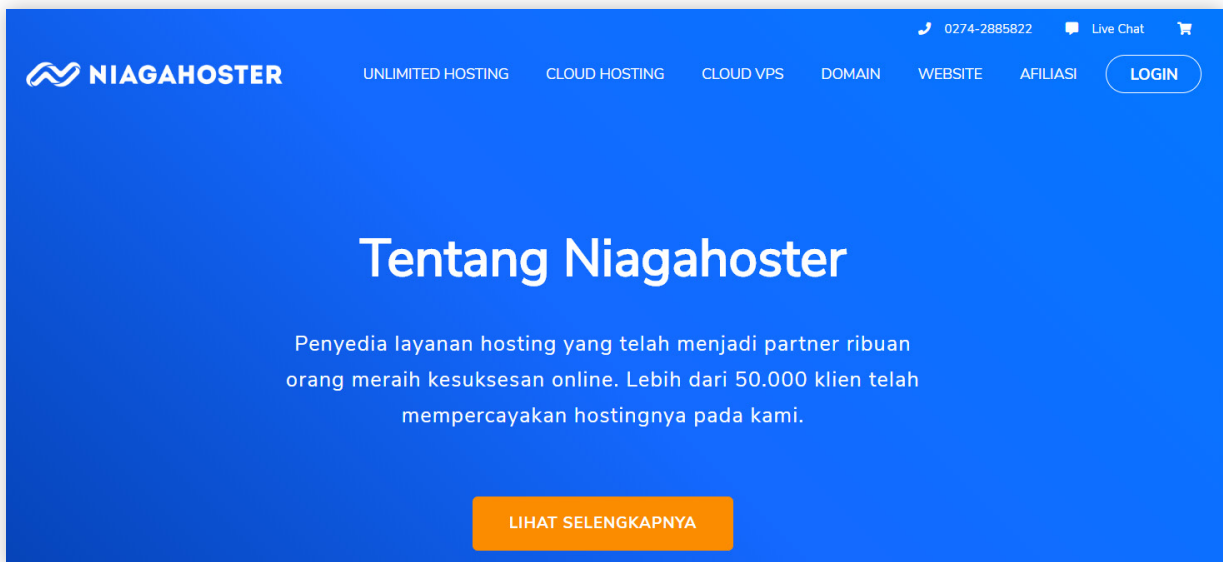 0274-2885822 Live Chat
NIAGAHOSTER UNLIMITED HOSTING CLOUD HOSTING CLOUD VPS DOMAIN WEBSITE AFILIASI LOGIN
Tentang Niagahoster
Penyedia layanan hosting yang telah menjadi partner ribuan
orang meraih kesuksesan online. Lebih dari 50.000 klien telah
mempercayakan hostingnya pada kami.
LIHAT SELENGKAPNYA